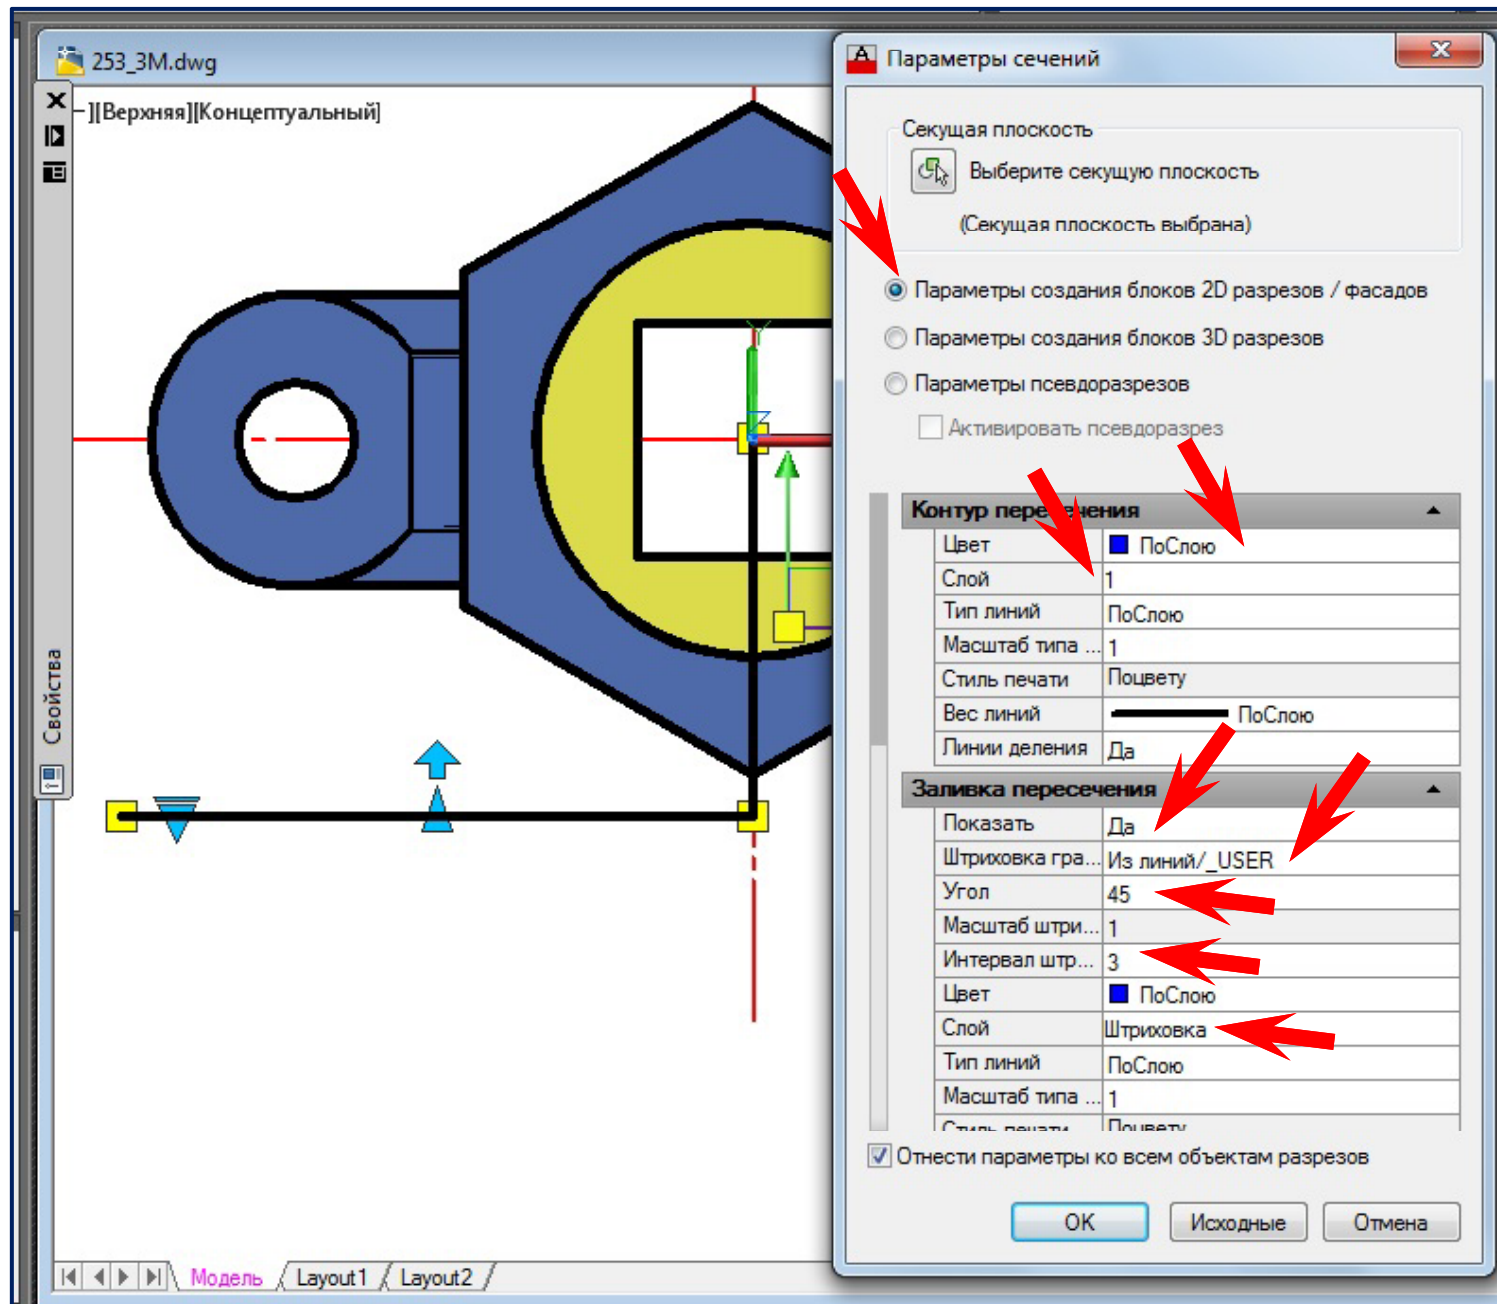 253_3M.dwg
–][Верхняя][Концептуальный]
Свойства
Y
Z
Модель
Layout1
Layout2
Параметры сечений
Секущая плоскость
Выберите секущую плоскость
(Секущая плоскость выбрана)
Параметры создания блоков 2D разрезов / фасадов
Параметры создания блоков 3D разрезов
Параметры псевдоразрезов
Активировать псевдоразрез
Контур пересечения
Цвет ПоСлою
Слой 1
Тип линий ПоСлою
Масштаб типа ... 1
Стиль печати Поцвету
Вес линий ПоСлою
Линии деления Да
Заливка пересечения
Показать Да
Штриховка гра... Из линий/_USER
Угол 45
Масштаб штри... 1
Интервал штр... 3
Цвет ПоСлою
Слой Штриховка
Тип линий ПоСлою
Масштаб типа ... 1
Стиль печати Поцвету
Отнести параметры ко всем объектам разрезов
OK Исходные Отмена